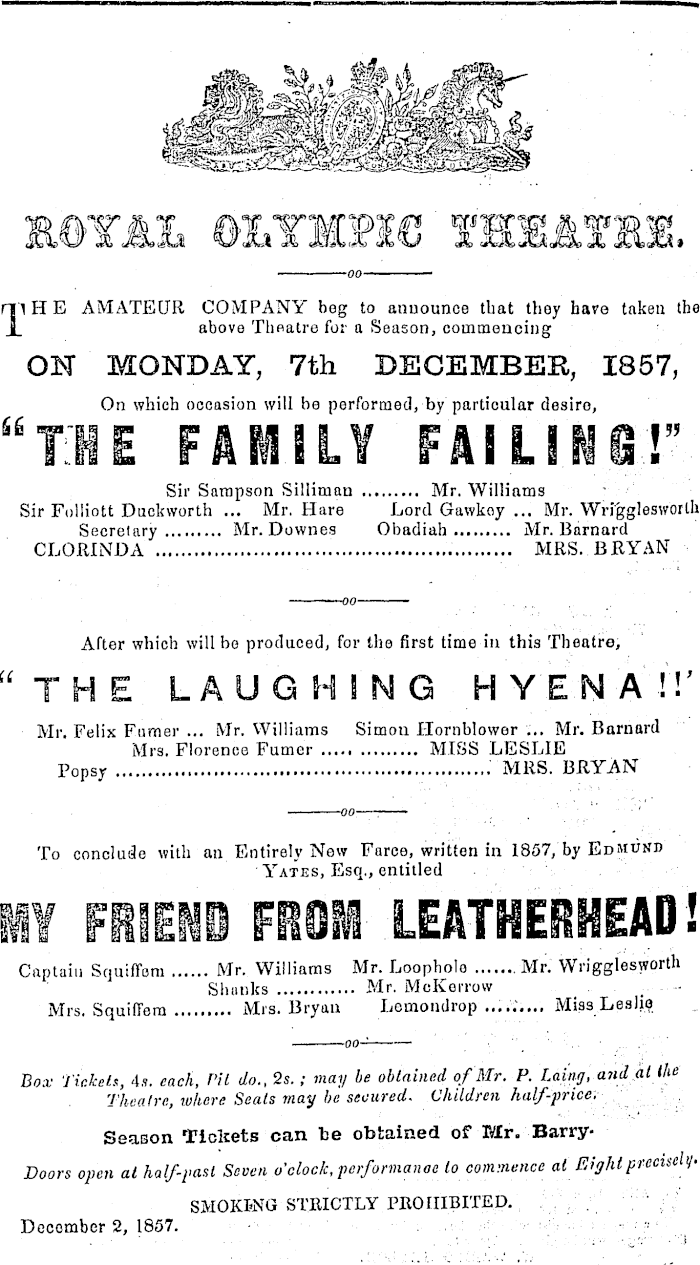 ROYAL OLYMPIC THEATRE.
THE AMATEUR COMPANY beg to announce that they have taken the
above Theatre for a Season, commencing
ON MONDAY, 7th DECEMBER, 1857,
On which occasion will be performed, by particular desire,
"THE FAMILY FAILING!"
Sir Sampson Silliman ......... Mr. Williams
Sir Folliott Duckworth ... Mr. Hare Lord Gawkey ... Mr. Wrigglesworth
Secretary ......... Mr. Downes Obadiah ......... Mr. Barnard
CLORINDA .................................................... MRS. BRYAN
After which will be produced, for the first time in this Theatre,
"THE LAUGHING HYENA!!'
Mr. Felix Fumer ... Mr. Williams Simon Hornblower ... Mr. Barnard
Mrs. Florence Fumer ..... ......... MISS LESLIE
Popsy ...................................................... MRS. BRYAN
To conclude with an Entirely New Farce, written in 1857, by EDMUND
YATES, Esq., entitled
MY FRIEND FROM LEATHERHEAD!
Captain Squiffem ...... Mr. Williams Mr. Loophole ....... Mr. Wrigglesworth
Shanks ............ Mr. McKerrow
Mrs. Squiffem ......... Mrs. Bryan Lemondrop ......... Miss Leslie
Box Tickets, 4s. each, Pit do., 2s.; may be obtained of Mr. P. Laing, and at the
Theatre, where Seats may be secured. Children half-price.
Season Tickets can be obtained of Mr. Barry.
Doors open at half-past Seven o'clock, performance to commence at Eight precisely.
SMOKING STRICTLY PROHIBITED.
December 2, 1857.